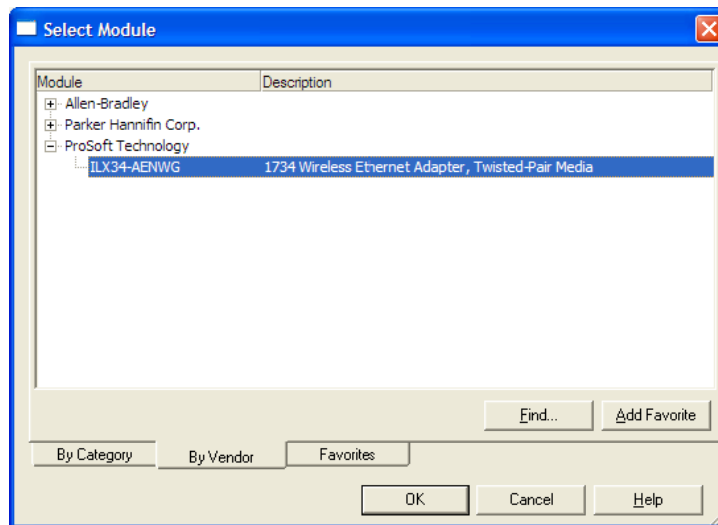 Select Module
Module Description
Allen-Bradley
Parker Hannifin Corp.
ProSoft Technology
ILX34-AENWG 1734 Wireless Ethernet Adapter, Twisted-Pair Media
Find... Add Favorite
By Category By Vendor Favorites
OK Cancel Help